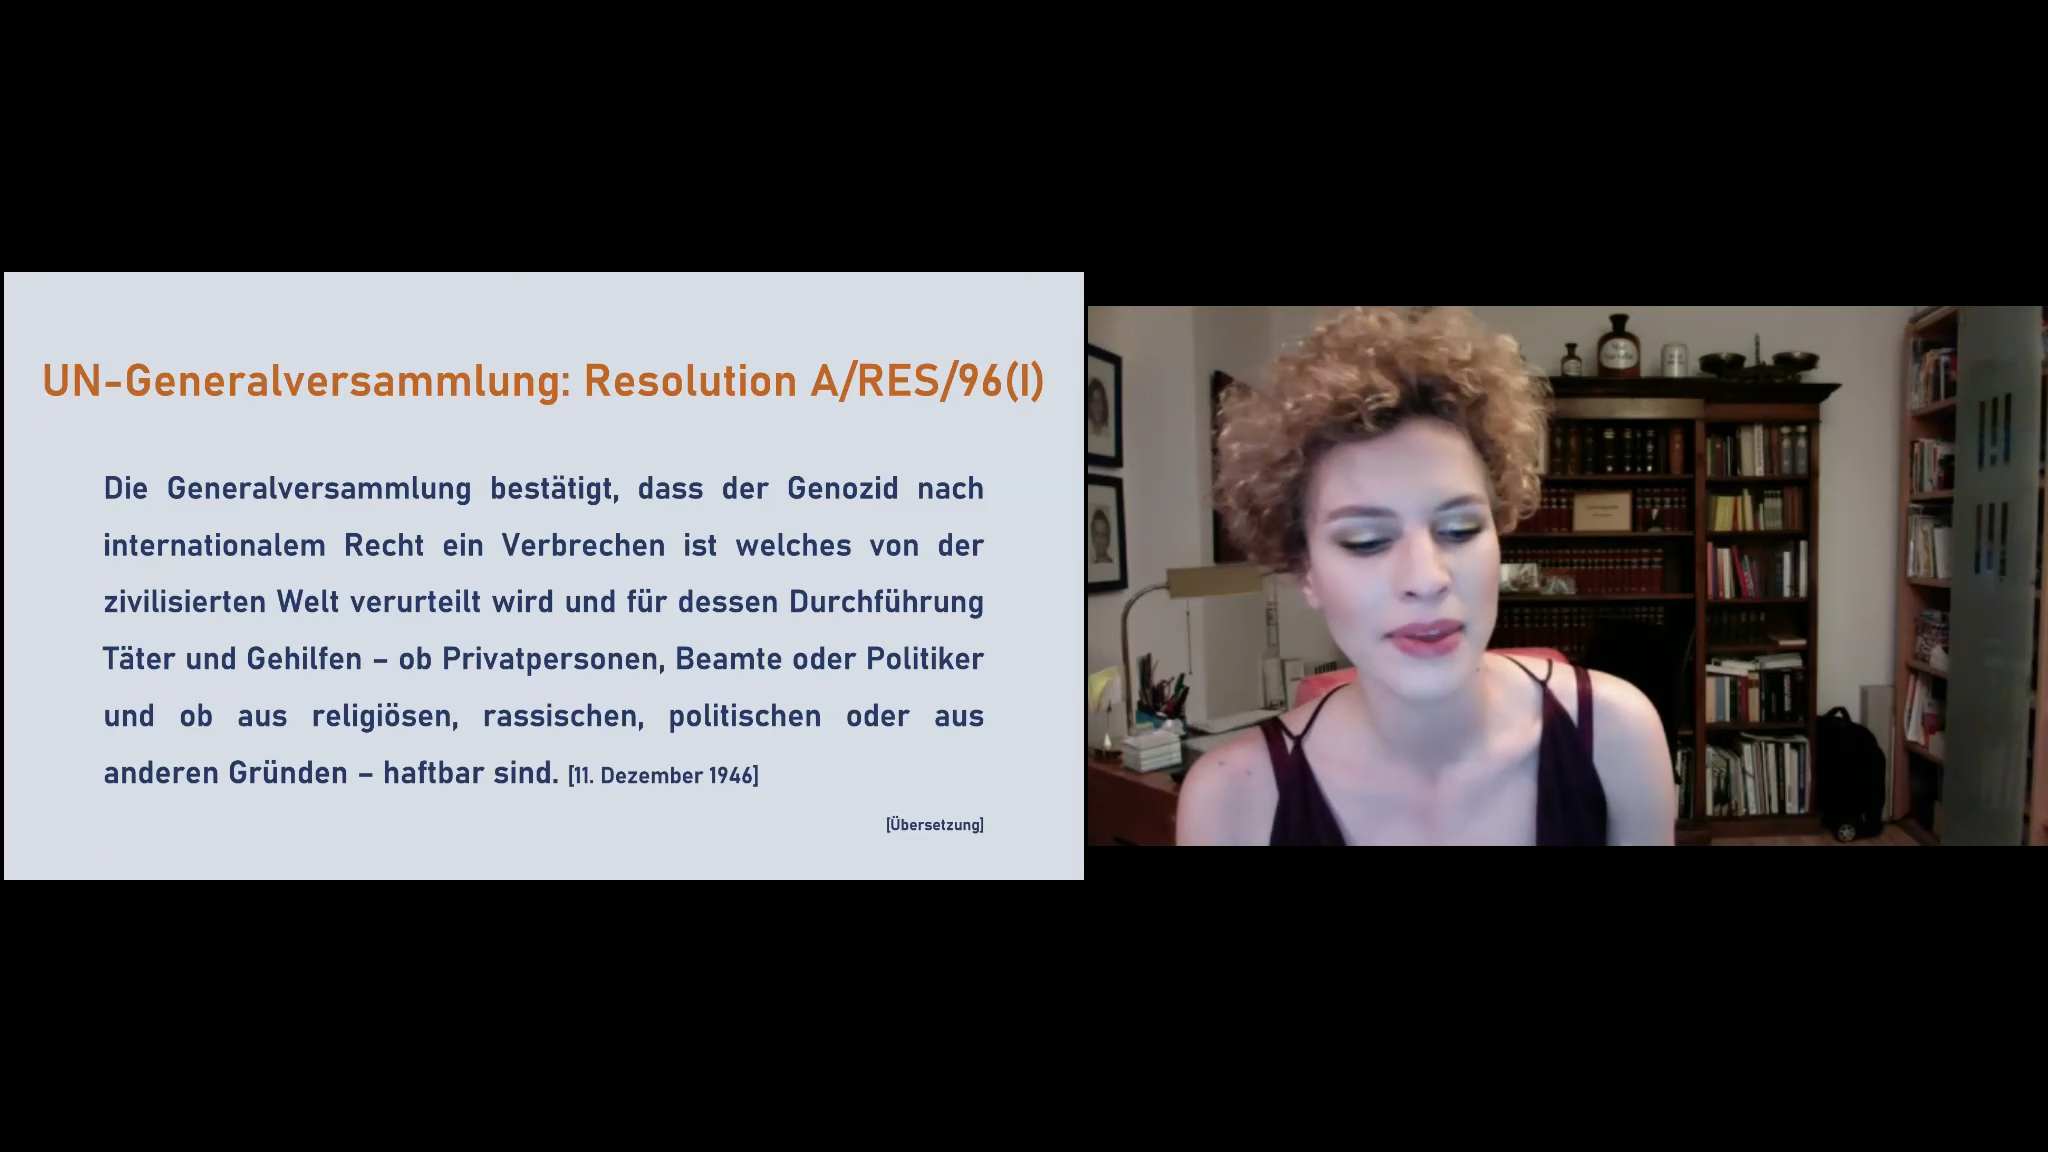 UN-Generalversammlung: Resolution A/RES/96(I)
Die Generalversammlung bestätigt, dass der Genozid nach
internationalem Recht ein Verbrechen ist welches von der
zivilisierten Welt verurteilt wird und für dessen Durchführung
Täter und Gehilfen – ob Privatpersonen, Beamte oder Politiker
und ob aus religiösen, rassischen, politischen oder aus
anderen Gründen – haftbar sind. [11. Dezember 1946]
[Übersetzung]